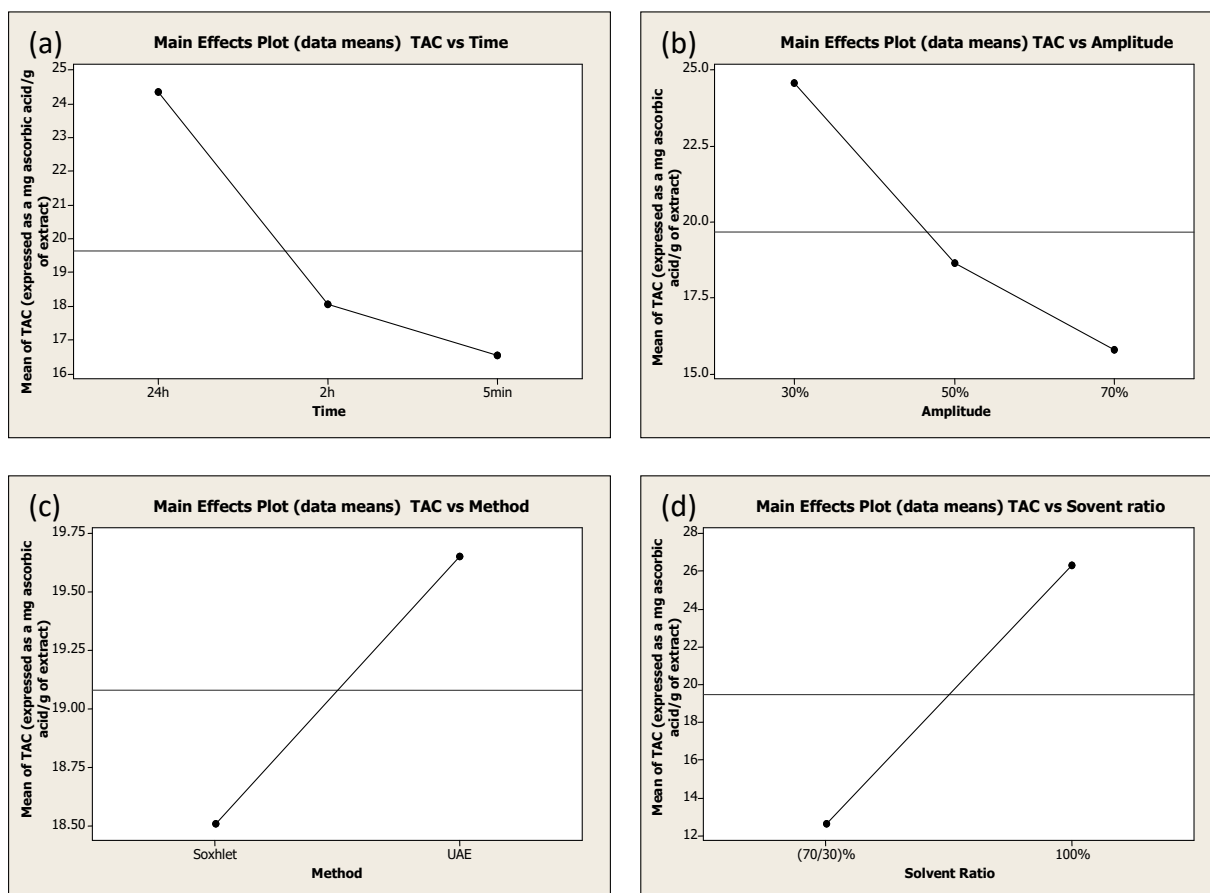 (a)
Main Effects Plot (data means) TAC vs Time
Mean of TAC (expressed as a mg ascorbic acid/g
of extract)
25
24
23
22
21
20
19
18
17
16
24h
2h
5min
Time
(b)
Main Effects Plot (data means) TAC vs Amplitude
Mean of TAC (expressed as a mg ascorbic
acid/g of extract)
25.0
22.5
20.0
17.5
15.0
30%
50%
70%
Amplitude
(c)
Main Effects Plot (data means) TAC vs Method
Mean of TAC (expressed as a mg ascorbic
acid/g of extract)
19.75
19.50
19.25
19.00
18.75
18.50
Soxhlet
UAE
Method
(d)
Main Effects Plot (data means) TAC vs Sovent ratio
Mean of TAC (expressed as a mg ascorbic
acid/g of extract)
28
26
24
22
20
18
16
14
12
(70/30)%
100%
Solvent Ratio